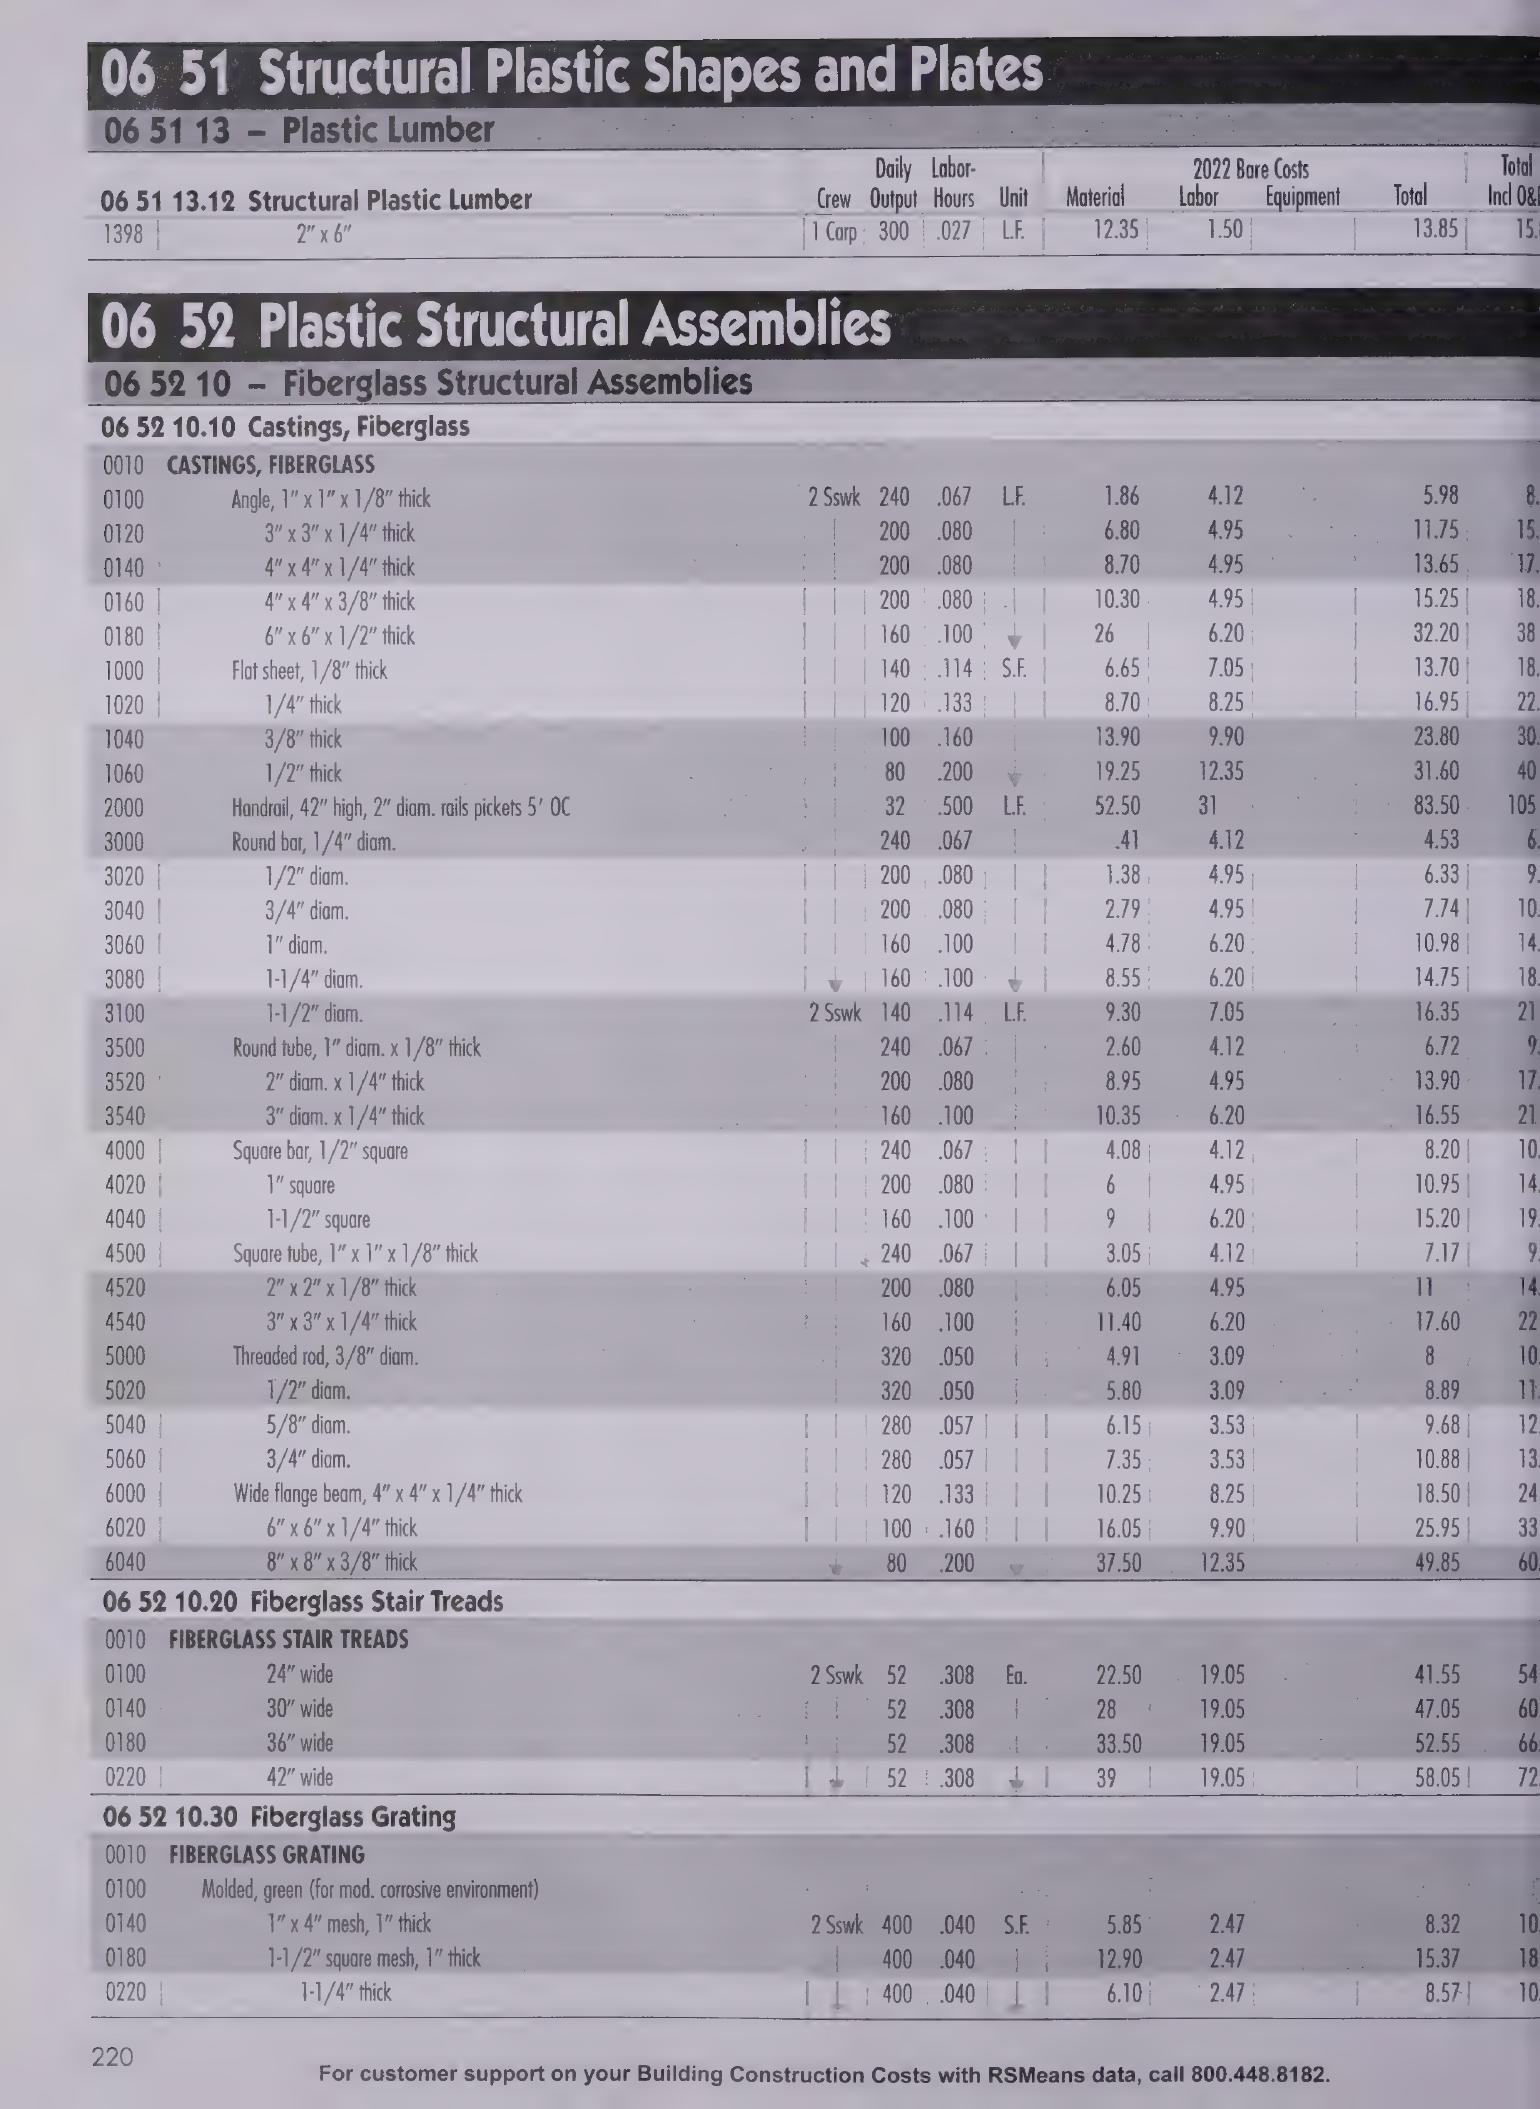 06 51 Structural Plastic Shapes and Plates
06 51 13 – Plastic Lumber
06 51 13.12 Structural Plastic Lumber Crew Daily Output Labor-Hours Unit Material 2022 Bare Costs Labor Equipment Total Total Incl O&
1398 2" x 6" 1 Carp 300 .027 L.F. 12.35 1.50 13.85 15.
06 52 Plastic Structural Assemblies
06 52 10 – Fiberglass Structural Assemblies
06 52 10.10 Castings, Fiberglass
0010 CASTINGS, FIBERGLASS
0100 Angle, 1" x 1" x 1/8" thick 2 Sswk 240 .067 L.F. 1.86 4.12 5.98 8.
0120 3" x 3" x 1/4" thick 200 .080 6.80 4.95 11.75 15.
0140 4" x 4" x 1/4" thick 200 .080 8.70 4.95 13.65 17.
0160 4" x 4" x 3/8" thick 200 .080 10.30 4.95 15.25 18.
0180 6" x 6" x 1/2" thick 160 .100 26 6.20 32.20 38
1000 Flat sheet, 1/8" thick 140 .114 S.F. 6.65 7.05 13.70 18.
1020 1/4" thick 120 .133 8.70 8.25 16.95 22.
1040 3/8" thick 100 .160 13.90 9.90 23.80 30.
1060 1/2" thick 80 .200 19.25 12.35 31.60 40
2000 Handrail, 42" high, 2" diam. rails pickets 5' OC 32 .500 L.F. 52.50 31 83.50 105
3000 Round bar, 1/4" diam. 240 .067 .41 4.12 4.53 6.
3020 1/2" diam. 200 .080 1.38 4.95 6.33 9.
3040 3/4" diam. 200 .080 2.79 4.95 7.74 10.
3060 1" diam. 160 .100 4.78 6.20 10.98 14.
3080 1-1/4" diam. 160 .100 8.55 6.20 14.75 18.
3100 1-1/2" diam. 2 Sswk 140 .114 L.F. 9.30 7.05 16.35 21
3500 Round tube, 1" diam. x 1/8" thick 240 .067 2.60 4.12 6.72 9.
3520 2" diam. x 1/4" thick 200 .080 8.95 4.95 13.90 17.
3540 3" diam. x 1/4" thick 160 .100 10.35 6.20 16.55 21.
4000 Square bar, 1/2" square 240 .067 4.08 4.12 8.20 10.
4020 1" square 200 .080 6 4.95 10.95 14.
4040 1-1/2" square 160 .100 9 6.20 15.20 19.
4500 Square tube, 1" x 1" x 1/8" thick 240 .067 3.05 4.12 7.17 9.
4520 2" x 2" x 1/8" thick 200 .080 6.05 4.95 11 14.
4540 3" x 3" x 1/4" thick 160 .100 11.40 6.20 17.60 22
5000 Threaded rod, 3/8" diam. 320 .050 4.91 3.09 8 10.
5020 1/2" diam. 320 .050 5.80 3.09 8.89 11.
5040 5/8" diam. 280 .057 6.15 3.53 9.68 12.
5060 3/4" diam. 280 .057 7.35 3.53 10.88 13.
6000 Wide flange beam, 4" x 4" x 1/4" thick 120 .133 10.25 8.25 18.50 24
6020 6" x 6" x 1/4" thick 100 .160 16.05 9.90 25.95 33
6040 8" x 8" x 3/8" thick 80 .200 37.50 12.35 49.85 60.
06 52 10.20 Fiberglass Stair Treads
0010 FIBERGLASS STAIR TREADS
0100 24" wide 2 Sswk 52 .308 Ea. 22.50 19.05 41.55 54
0140 30" wide 52 .308 28 19.05 47.05 60
0180 36" wide 52 .308 33.50 19.05 52.55 66.
0220 42" wide 52 .308 39 19.05 58.05 72.
06 52 10.30 Fiberglass Grating
0010 FIBERGLASS GRATING
0100 Molded, green (for mod. corrosive environment)
0140 1" x 4" mesh, 1" thick 2 Sswk 400 .040 S.F. 5.85 2.47 8.32 10
0180 1-1/2" square mesh, 1" thick 400 .040 12.90 2.47 15.37 18
0220 1-1/4" thick 400 .040 6.10 2.47 8.57 10.
220
For customer support on your Building Construction Costs with RSMeans data, call 800.448.8182.